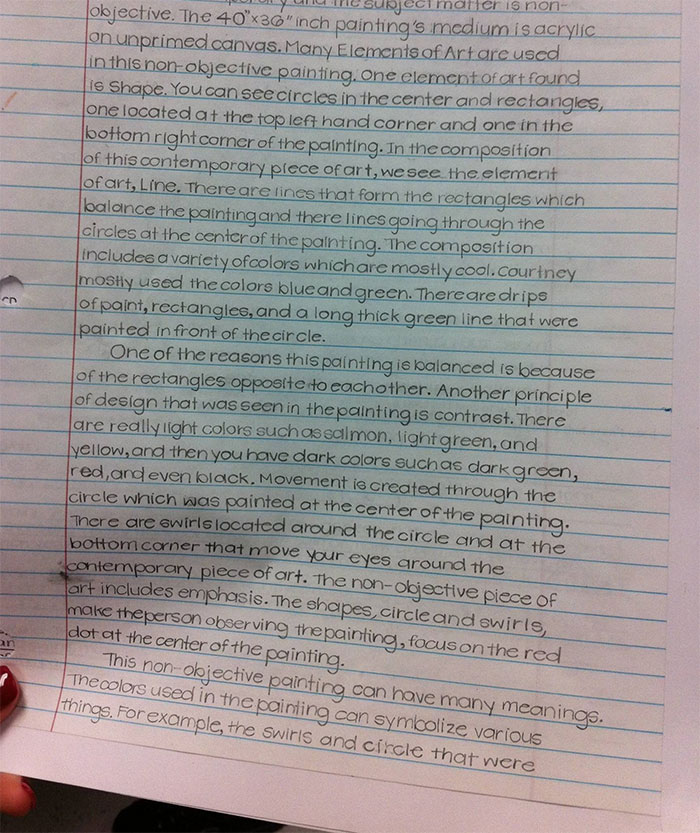 and the subject matter is non-
objective. The 40"x36" inch painting's medium is acrylic
on unprimed canvas. Many Elements of Art are used
in this non-objective painting. One element of art found
is Shape. You can see circles in the center and rectangles,
one located at the top left hand corner and one in the
bottom right corner of the painting. In the composition
of this contemporary piece of art, we see the element
of art, Line. There are lines that form the rectangles which
balance the painting and there lines going through the
circles at the center of the painting. The composition
includes a variety of colors which are mostly cool. Courtney
mostly used the colors blue and green. There are drips
of paint, rectangles, and a long thick green line that were
painted in front of the circle.
One of the reasons this painting is balanced is because
of the rectangles opposite to each other. Another principle
of design that was seen in the painting is contrast. There
are really light colors such as salmon, light green, and
yellow, and then you have dark colors such as dark green,
red, and even black. Movement is created through the
circle which was painted at the center of the painting.
There are swirls located around the circle and at the
bottom corner that move your eyes around the
contemporary piece of art. The non-objective piece of
art includes emphasis. The shapes, circle and swirls,
make the person observing the painting, focus on the red
dot at the center of the painting.
This non-objective painting can have many meanings.
The colors used in the painting can symbolize various
things. For example, the swirls and circle that were